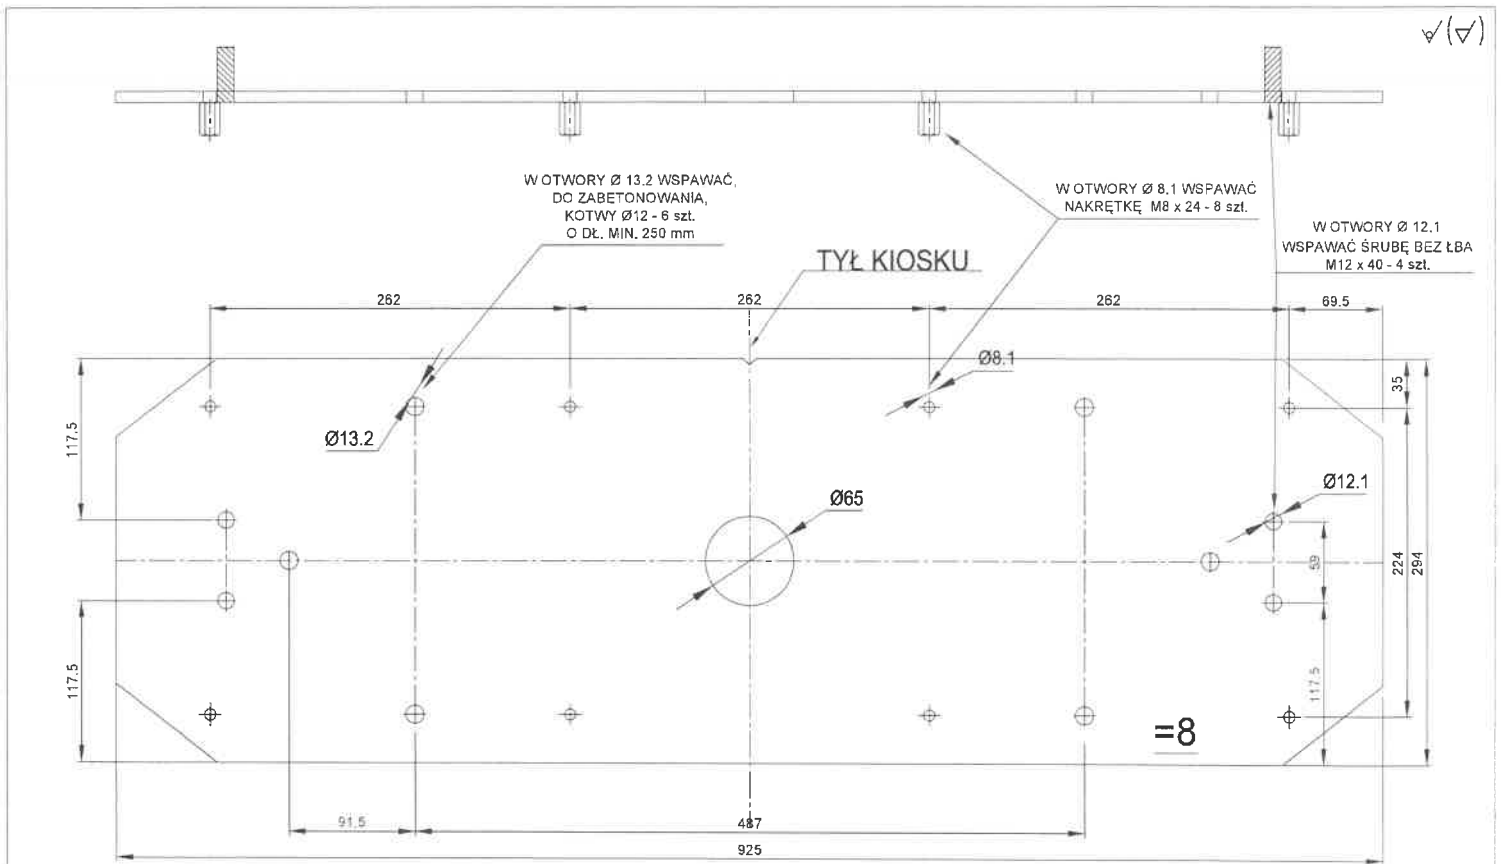 W OTWORY Ø 13.2 WSPAWAĆ,
DO ZABETONOWANIA,
KOTWY Ø12 - 6 szt.
O DŁ. MIN. 250 mm
W OTWORY Ø 8.1 WSPAWAĆ
NAKRĘTKĘ M8 x 24 - 8 szt.
W OTWORY Ø 12.1
WSPAWAĆ ŚRUBĘ BEZ ŁBA
M12 x 40 - 4 szt.
TYŁ KIOSKU
262
262
262
69.5
Ø8.1
35
117.5
Ø13.2
Ø65
Ø12.1
59
224
294
117.5
117.5
=8
91.5
487
925